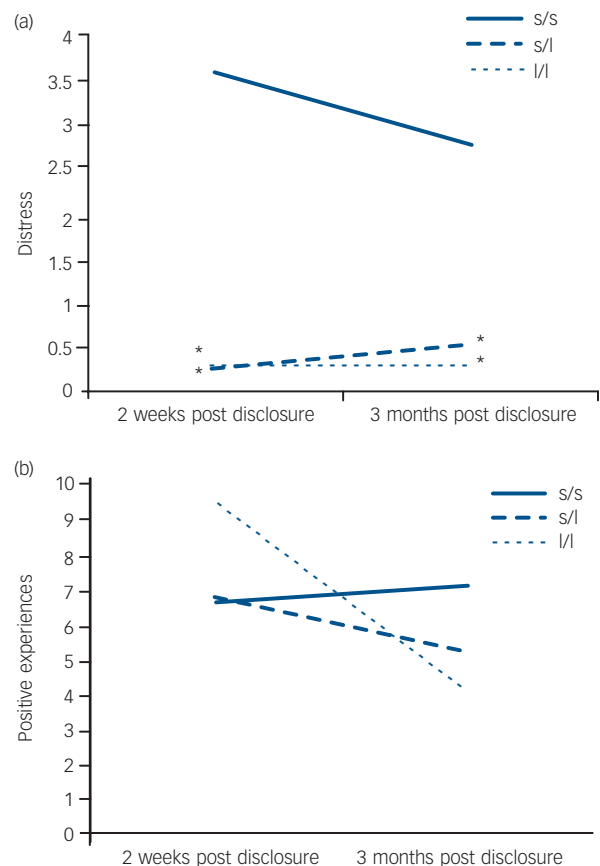 (a)
s/s
s/l
l/l
4
3.5
3
2.5
2
1.5
1
0.5
0
Distress
*
*
*
*
2 weeks post disclosure 3 months post disclosure
(b)
s/s
s/l
l/l
10
9
8
7
6
5
4
3
2
1
0
Positive experiences
2 weeks post disclosure 3 months post disclosure